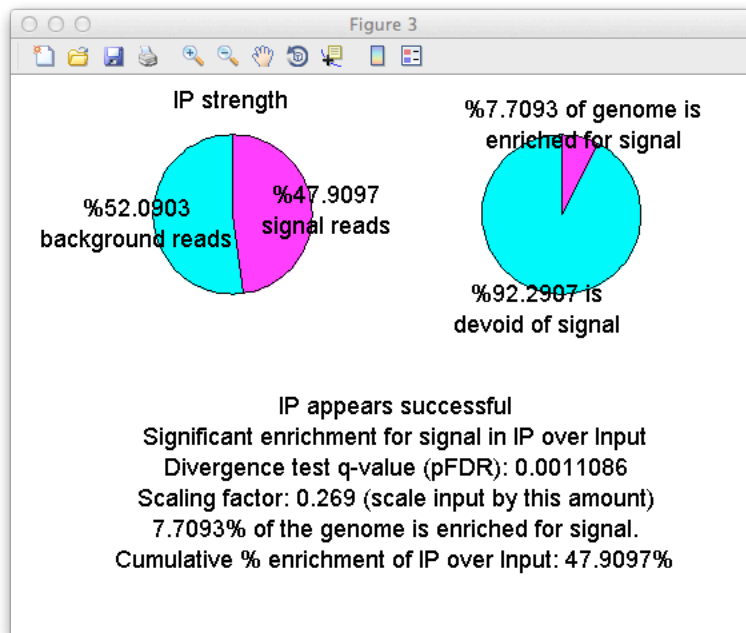 Figure 3
IP strength
%52.0903
background reads
%47.9097
signal reads
%7.7093 of genome is
enriched for signal
%92.2907 is
devoid of signal
IP appears successful
Significant enrichment for signal in IP over Input
Divergence test q-value (pFDR): 0.0011086
Scaling factor: 0.269 (scale input by this amount)
7.7093% of the genome is enriched for signal.
Cumulative % enrichment of IP over Input: 47.9097%